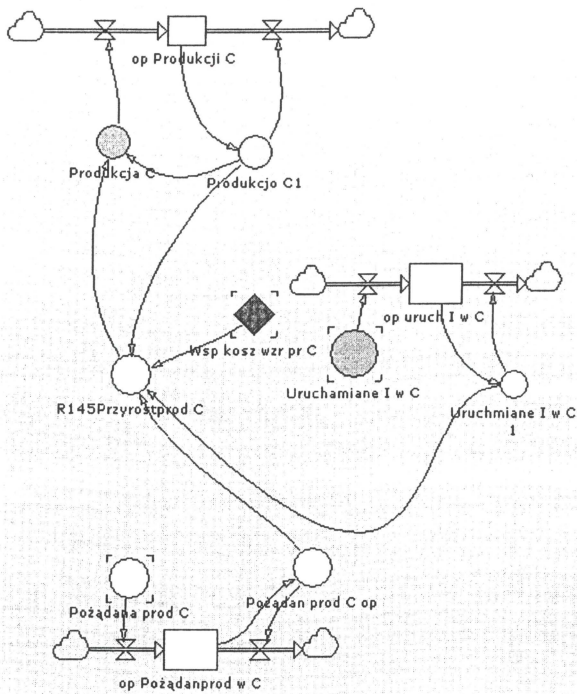 op Produkcji C
Produkcja C
Produkcjo C1
Wsp kosz wzr pr C
R145Przyrostprod C
op uruch I w C
Uruchamiane I w C
Uruchmiane I w C
1
Pożądana prod C
Pożądan prod C op
op Pożądanprod w C